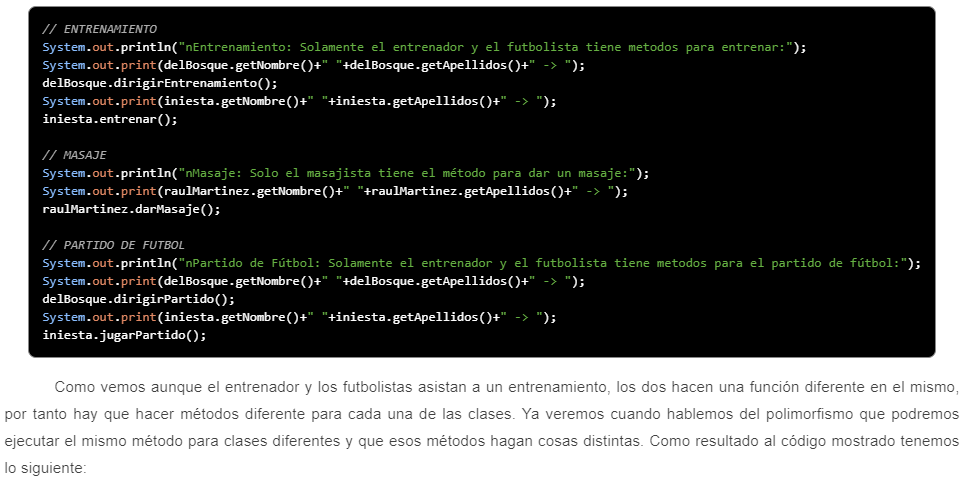 // ENTRENAMIENTO
System.out.println("nEntrenamiento: Solamente el entrenador y el futbolista tiene metodos para entrenar:");
System.out.print(delBosque.getNombre()+" "+delBosque.getApellidos()+" -> ");
delBosque.dirigirEntrenamiento();
System.out.print(iniesta.getNombre()+" "+iniesta.getApellidos()+" -> ");
iniesta.entrenar();
// MASAJE
System.out.println("nMasaje: Solo el masajista tiene el método para dar un masaje:");
System.out.print(raulMartinez.getNombre()+" "+raulMartinez.getApellidos()+" -> ");
raulMartinez.darMasaje();
// PARTIDO DE FUTBOL
System.out.println("nPartido de Fútbol: Solamente el entrenador y el futbolista tiene metodos para el partido de fútbol:");
System.out.print(delBosque.getNombre()+" "+delBosque.getApellidos()+" -> ");
delBosque.dirigirPartido();
System.out.print(iniesta.getNombre()+" "+iniesta.getApellidos()+" -> ");
iniesta.jugarPartido();
Como vemos aunque el entrenador y los futbolistas asistan a un entrenamiento, los dos hacen una función diferente en el mismo,
por tanto hay que hacer métodos diferente para cada una de las clases. Ya veremos cuando hablemos del polimorfismo que podremos
ejecutar el mismo método para clases diferentes y que esos métodos hagan cosas distintas. Como resultado al código mostrado tenemos
lo siguiente: